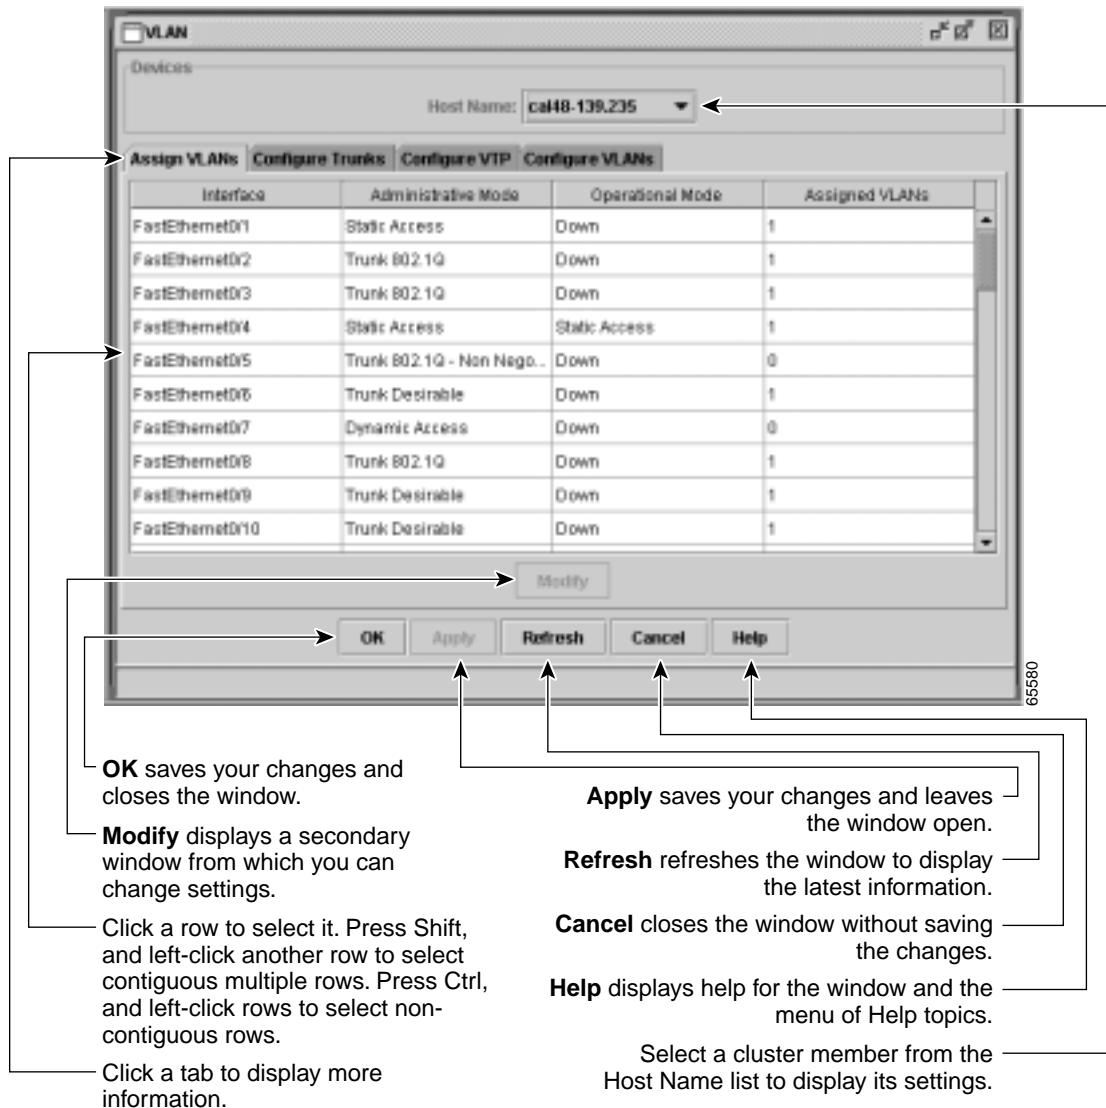 VLAN
Devices
Host Name: cal48-139.235
Assign VLANs Configure Trunks Configure VTP Configure VLANs
Interface Administrative Mode Operational Mode Assigned VLANs
FastEthernet0/1 Static Access Down 1
FastEthernet0/2 Trunk 802.1Q Down 1
FastEthernet0/3 Trunk 802.1Q Down 1
FastEthernet0/4 Static Access Static Access 1
FastEthernet0/5 Trunk 802.1Q - Non Nego... Down 0
FastEthernet0/6 Trunk Desirable Down 1
FastEthernet0/7 Dynamic Access Down 0
FastEthernet0/8 Trunk 802.1Q Down 1
FastEthernet0/9 Trunk Desirable Down 1
FastEthernet0/10 Trunk Desirable Down 1
Modify
OK Apply Refresh Cancel Help
65580
OK saves your changes and
closes the window.
Modify displays a secondary
window from which you can
change settings.
Click a row to select it. Press Shift,
and left-click another row to select
contiguous multiple rows. Press Ctrl,
and left-click rows to select non-
contiguous rows.
Click a tab to display more
information.
Apply saves your changes and leaves
the window open.
Refresh refreshes the window to display
the latest information.
Cancel closes the window without saving
the changes.
Help displays help for the window and the
menu of Help topics.
Select a cluster member from the
Host Name list to display its settings.